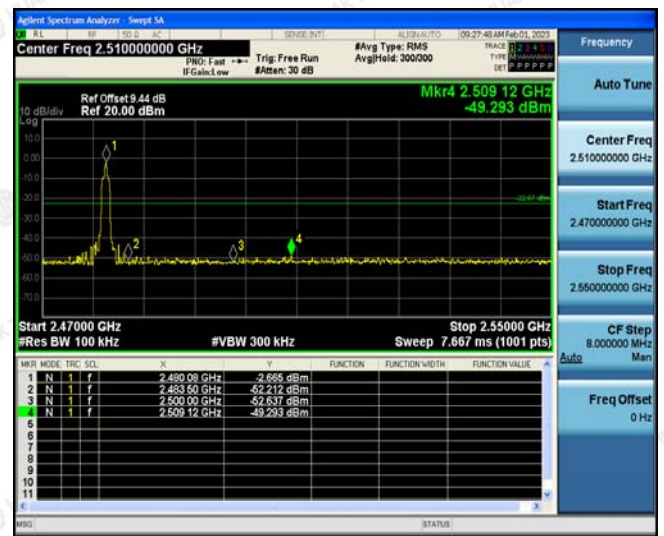 Agilent Spectrum Analyzer - Swept SA
RL RF 50 Ω AC SENSE:INT ALIGN AUTO 09:27:48 AM Feb 01, 2023
Center Freq 2.510000000 GHz
PNO: Fast Trig: Free Run #Avg Type: RMS TRACE 1 2 3 4 5 6
IFGain:Low #Atten: 30 dB Avg|Hold: 300/300 TYPE M
DET P P P P P P
Ref Offset 9.44 dB
10 dB/div Ref 20.00 dBm
Log
Mkr4 2.509 12 GHz
-49.293 dBm
10.0
0.00
-10.0
-20.0
-30.0
-40.0
-50.0
-60.0
-70.0
1
2
3
4
-22.67 dBm
Start 2.47000 GHz Stop 2.55000 GHz
#Res BW 100 kHz #VBW 300 kHz Sweep 7.667 ms (1001 pts)
MKR MODE TRC SCL X Y FUNCTION FUNCTION WIDTH FUNCTION VALUE
1 N 1 f 2.480 08 GHz -2.665 dBm
2 N 1 f 2.483 50 GHz -52.212 dBm
3 N 1 f 2.500 00 GHz -52.637 dBm
4 N 1 f 2.509 12 GHz -49.293 dBm
5
6
7
8
9
10
11
MSG STATUS
Frequency
Auto Tune
Center Freq
2.510000000 GHz
Start Freq
2.470000000 GHz
Stop Freq
2.550000000 GHz
CF Step
8.000000 MHz
Auto Man
Freq Offset
0 Hz